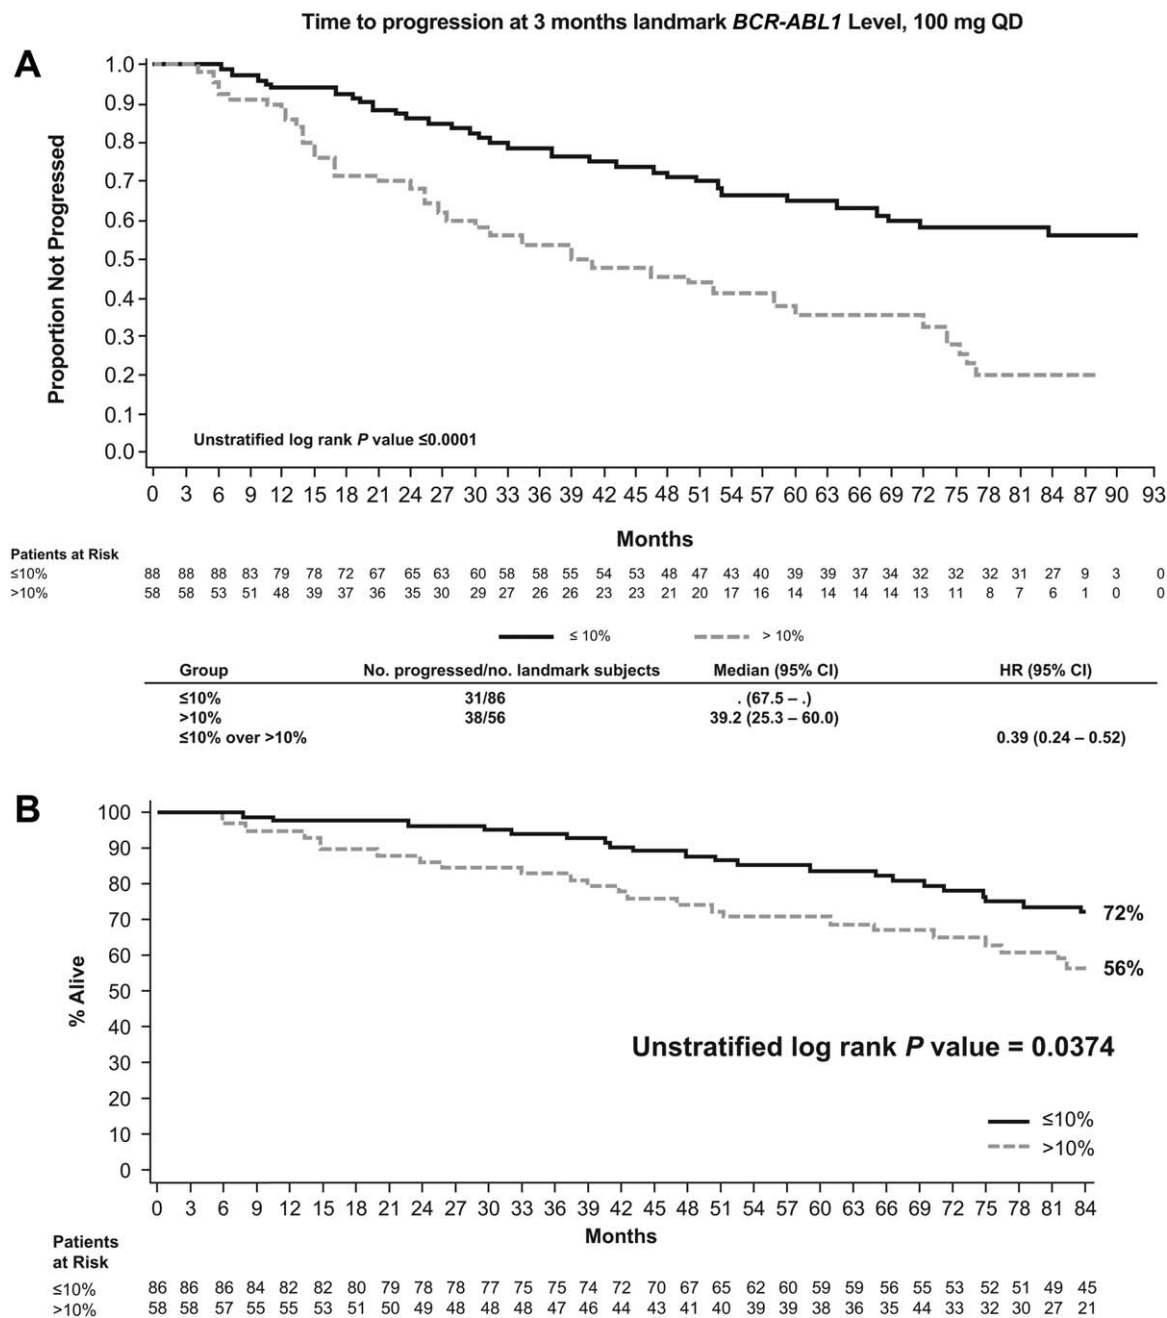 Time to progression at 3 months landmark BCR-ABL1 Level, 100 mg QD
A
Proportion Not Progressed
1.0
0.9
0.8
0.7
0.6
0.5
0.4
0.3
0.2
0.1
0.0
Unstratified log rank P value ≤0.0001
0 3 6 9 12 15 18 21 24 27 30 33 36 39 42 45 48 51 54 57 60 63 66 69 72 75 78 81 84 87 90 93
Months
Patients at Risk
≤10% 88 88 88 83 79 78 72 67 65 63 60 58 58 55 54 53 48 47 43 40 39 39 37 34 32 32 32 31 27 9 3 0
>10% 58 58 53 51 48 39 37 36 35 30 29 27 26 26 23 23 21 20 17 16 14 14 14 14 13 11 8 7 6 1 0 0
≤ 10% > 10%
Group No. progressed/no. landmark subjects Median (95% CI) HR (95% CI)
≤10% 31/86 . (67.5 – .)
>10% 38/56 39.2 (25.3 – 60.0)
≤10% over >10% 0.39 (0.24 – 0.52)
B
% Alive
100
90
80
70
60
50
40
30
20
10
0
72%
56%
Unstratified log rank P value = 0.0374
≤10%
>10%
0 3 6 9 12 15 18 21 24 27 30 33 36 39 42 45 48 51 54 57 60 63 66 69 72 75 78 81 84
Months
Patients
at Risk
≤10% 86 86 86 84 82 82 80 79 78 78 77 75 75 74 72 70 67 65 62 60 59 59 56 55 53 52 51 49 45
>10% 58 58 57 55 55 53 51 50 49 48 48 48 47 46 44 43 41 40 39 39 38 36 35 44 33 32 30 27 21